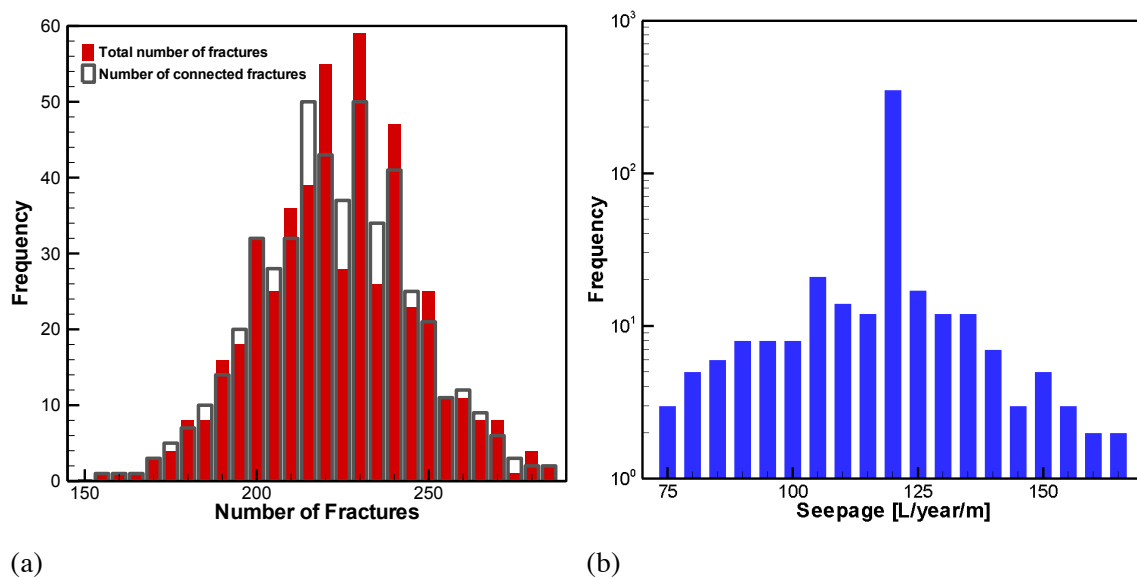 60
50
40
30
20
10
0
Frequency
Total number of fractures
Number of connected fractures
150 200 250
Number of Fractures
(a)
10³
10²
10¹
10⁰
Frequency
75 100 125 150
Seepage [L/year/m]
(b)